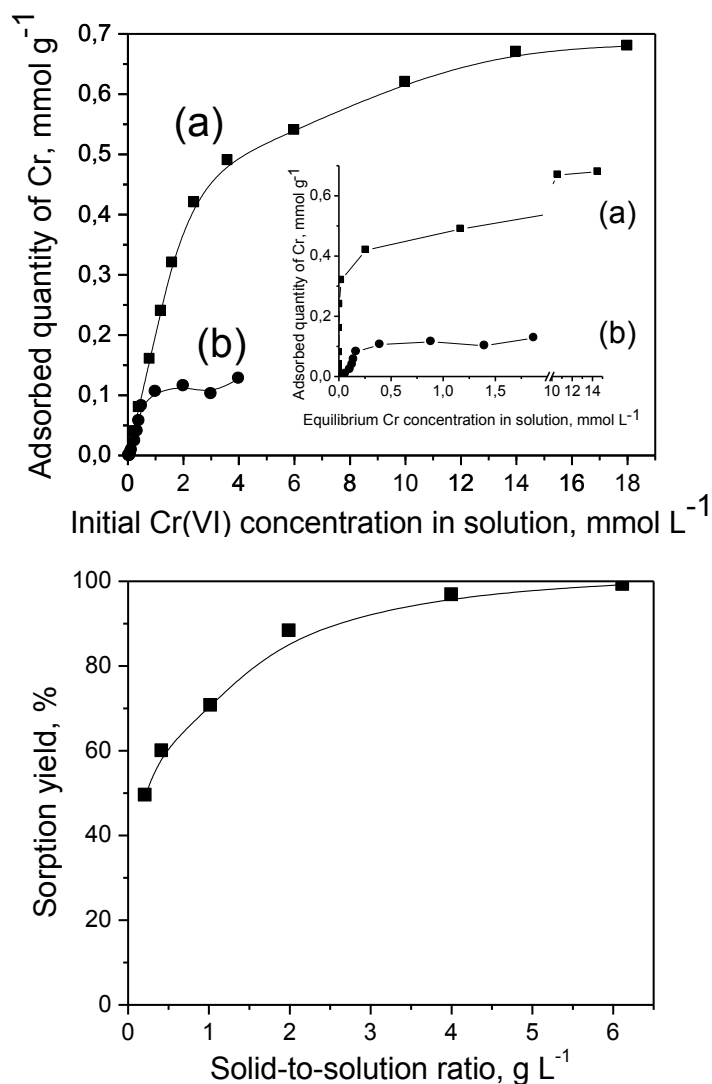 0,7
0,6
0,5
0,4
0,3
0,2
0,1
0,0
Adsorbed quantity of Cr, mmol g⁻¹
(a)
(b)
0 2 4 6 8 10 12 14 16 18
Initial Cr(VI) concentration in solution, mmol L⁻¹
0,6
0,4
0,2
0,0
Adsorbed quantity of Cr, mmol g⁻¹
(a)
(b)
0,0 0,5 1,0 1,5 10 12 14
Equilibrium Cr concentration in solution, mmol L⁻¹
100
80
60
40
20
0
Sorption yield, %
0 1 2 3 4 5 6
Solid-to-solution ratio, g L⁻¹